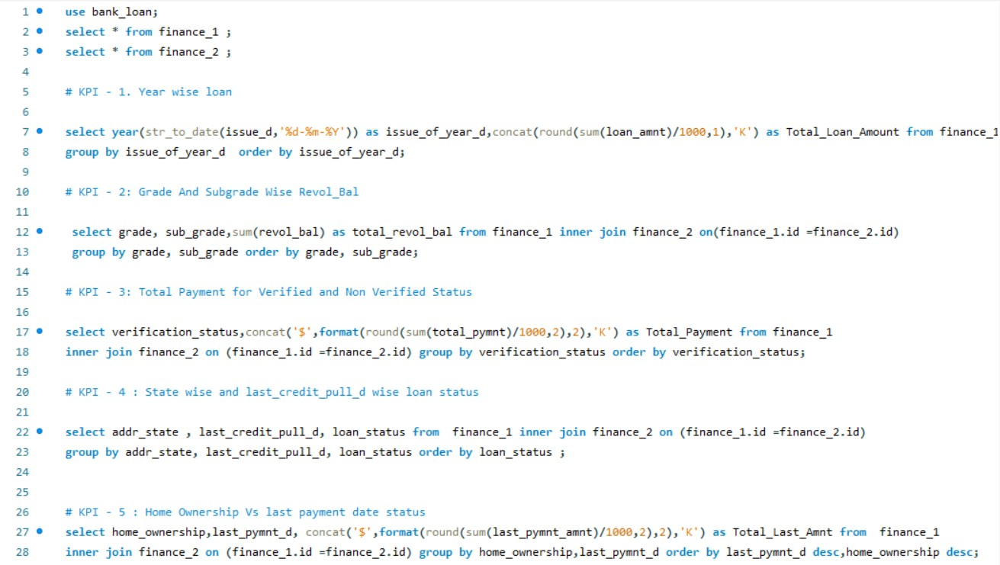 1 use bank_loan;
2 select * from finance_1 ;
3 select * from finance_2 ;
4
5 # KPI - 1. Year wise loan
6
7 select year(str_to_date(issue_d,'%d-%m-%Y')) as issue_of_year_d,concat(round(sum(loan_amnt)/1000,1),'K') as Total_Loan_Amount from finance_1
8 group by issue_of_year_d  order by issue_of_year_d;
9
10 # KPI - 2: Grade And Subgrade Wise Revol_Bal
11
12 select grade, sub_grade,sum(revol_bal) as total_revol_bal from finance_1 inner join finance_2 on(finance_1.id =finance_2.id)
13 group by grade, sub_grade order by grade, sub_grade;
14
15 # KPI - 3: Total Payment for Verified and Non Verified Status
16
17 select verification_status,concat('$',format(round(sum(total_pymnt)/1000,2),2),'K') as Total_Payment from finance_1
18 inner join finance_2 on (finance_1.id =finance_2.id) group by verification_status order by verification_status;
19
20 # KPI - 4 : State wise and last_credit_pull_d wise loan status
21
22 select addr_state , last_credit_pull_d, loan_status from  finance_1 inner join finance_2 on (finance_1.id =finance_2.id)
23 group by addr_state, last_credit_pull_d, loan_status order by loan_status ;
24
25
26 # KPI - 5 : Home Ownership Vs last payment date status
27 select home_ownership,last_pymnt_d, concat('$',format(round(sum(last_pymnt_amnt)/1000,2),2),'K') as Total_Last_Amnt from  finance_1
28 inner join finance_2 on (finance_1.id =finance_2.id) group by home_ownership,last_pymnt_d order by last_pymnt_d desc,home_ownership desc;